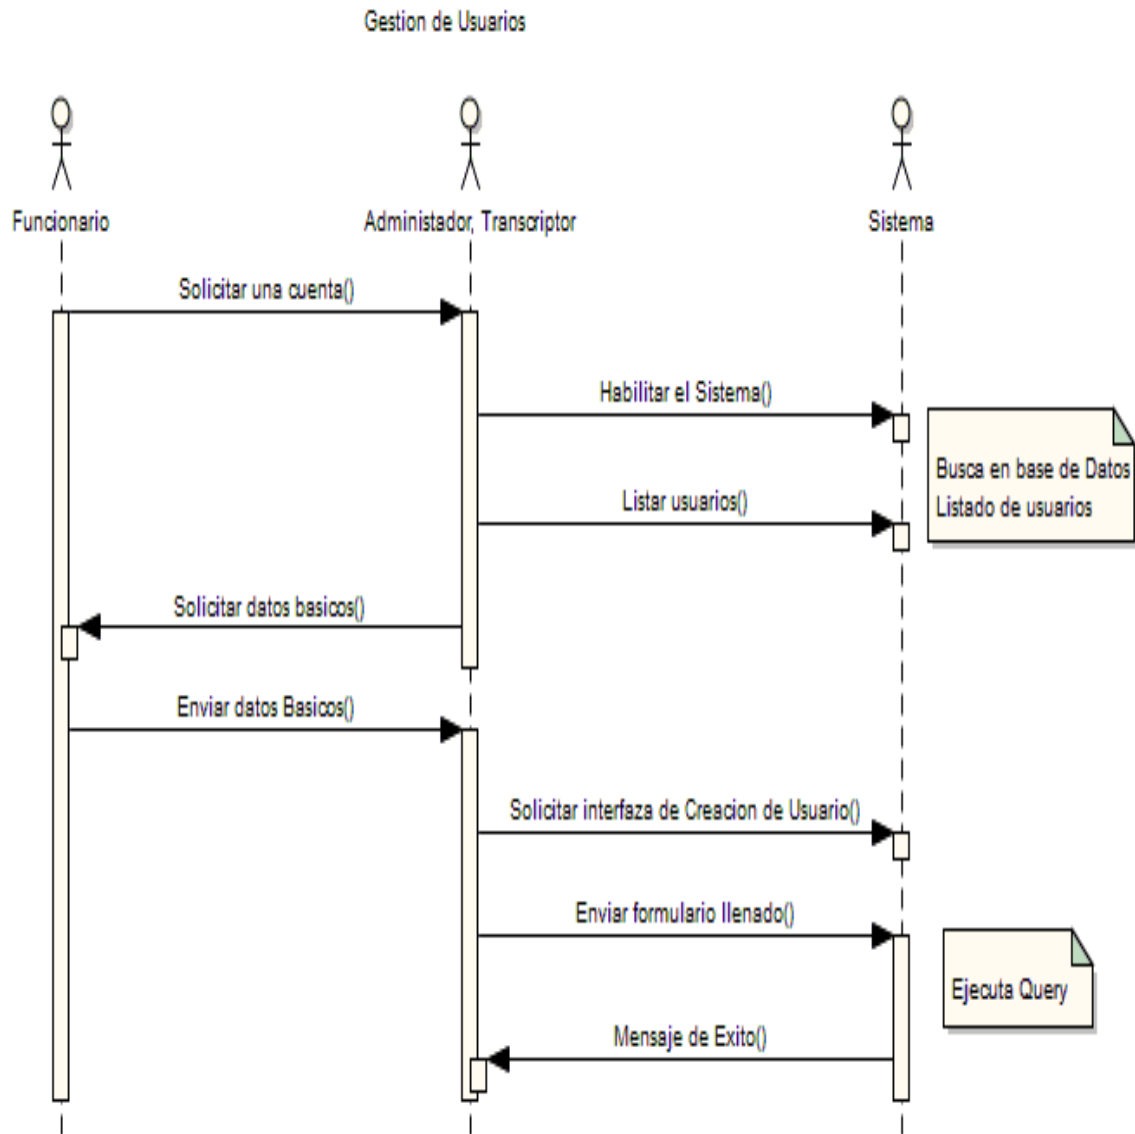 Gestion de Usuarios
Funcionario
Administador, Transcriptor
Sistema
Solicitar una cuenta()
Habilitar el Sistema()
Busca en base de Datos
Listado de usuarios
Listar usuarios()
Solicitar datos basicos()
Enviar datos Basicos()
Solicitar interfaza de Creacion de Usuario()
Enviar formulario llenado()
Ejecuta Query
Mensaje de Exito()